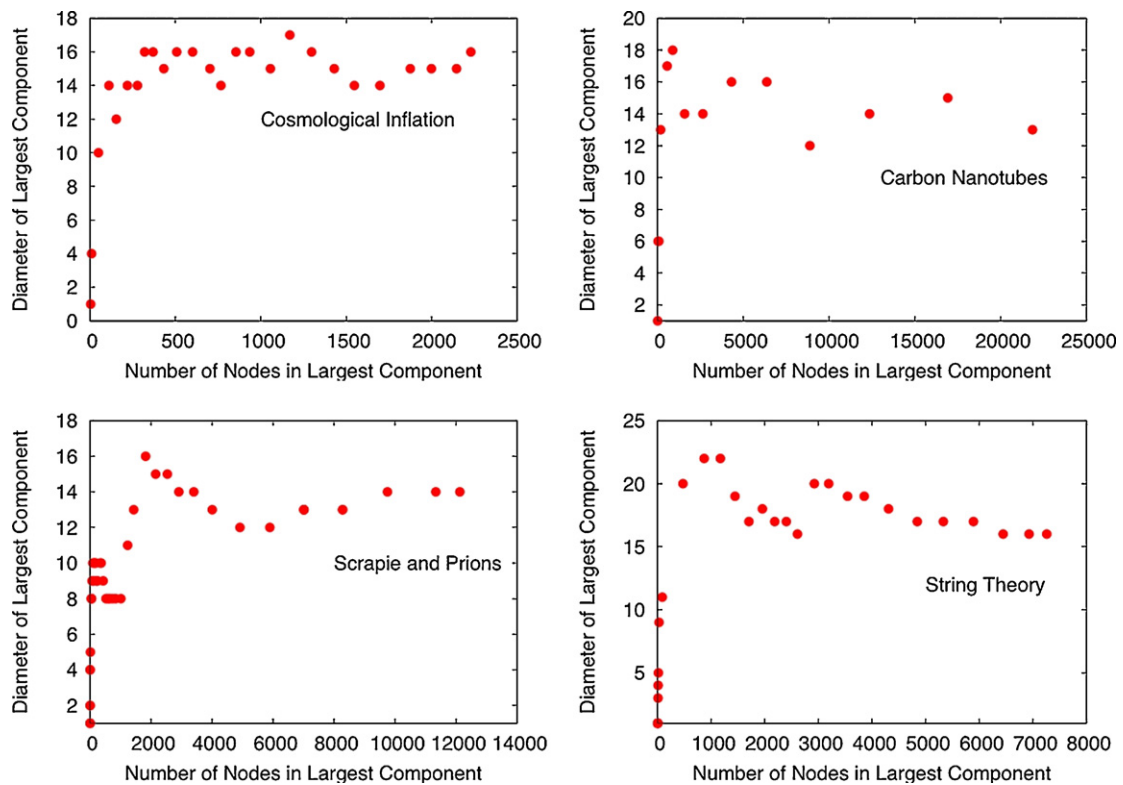 18
16
14
12
10
8
6
4
2
0
Diameter of Largest Component
Cosmological Inflation
0 500 1000 1500 2000 2500
Number of Nodes in Largest Component
20
18
16
14
12
10
8
6
4
2
Diameter of Largest Component
Carbon Nanotubes
0 5000 10000 15000 20000 25000
Number of Nodes in Largest Component
18
16
14
12
10
8
6
4
2
Diameter of Largest Component
Scrapie and Prions
0 2000 4000 6000 8000 10000 12000 14000
Number of Nodes in Largest Component
25
20
15
10
5
Diameter of Largest Component
String Theory
0 1000 2000 3000 4000 5000 6000 7000 8000
Number of Nodes in Largest Component